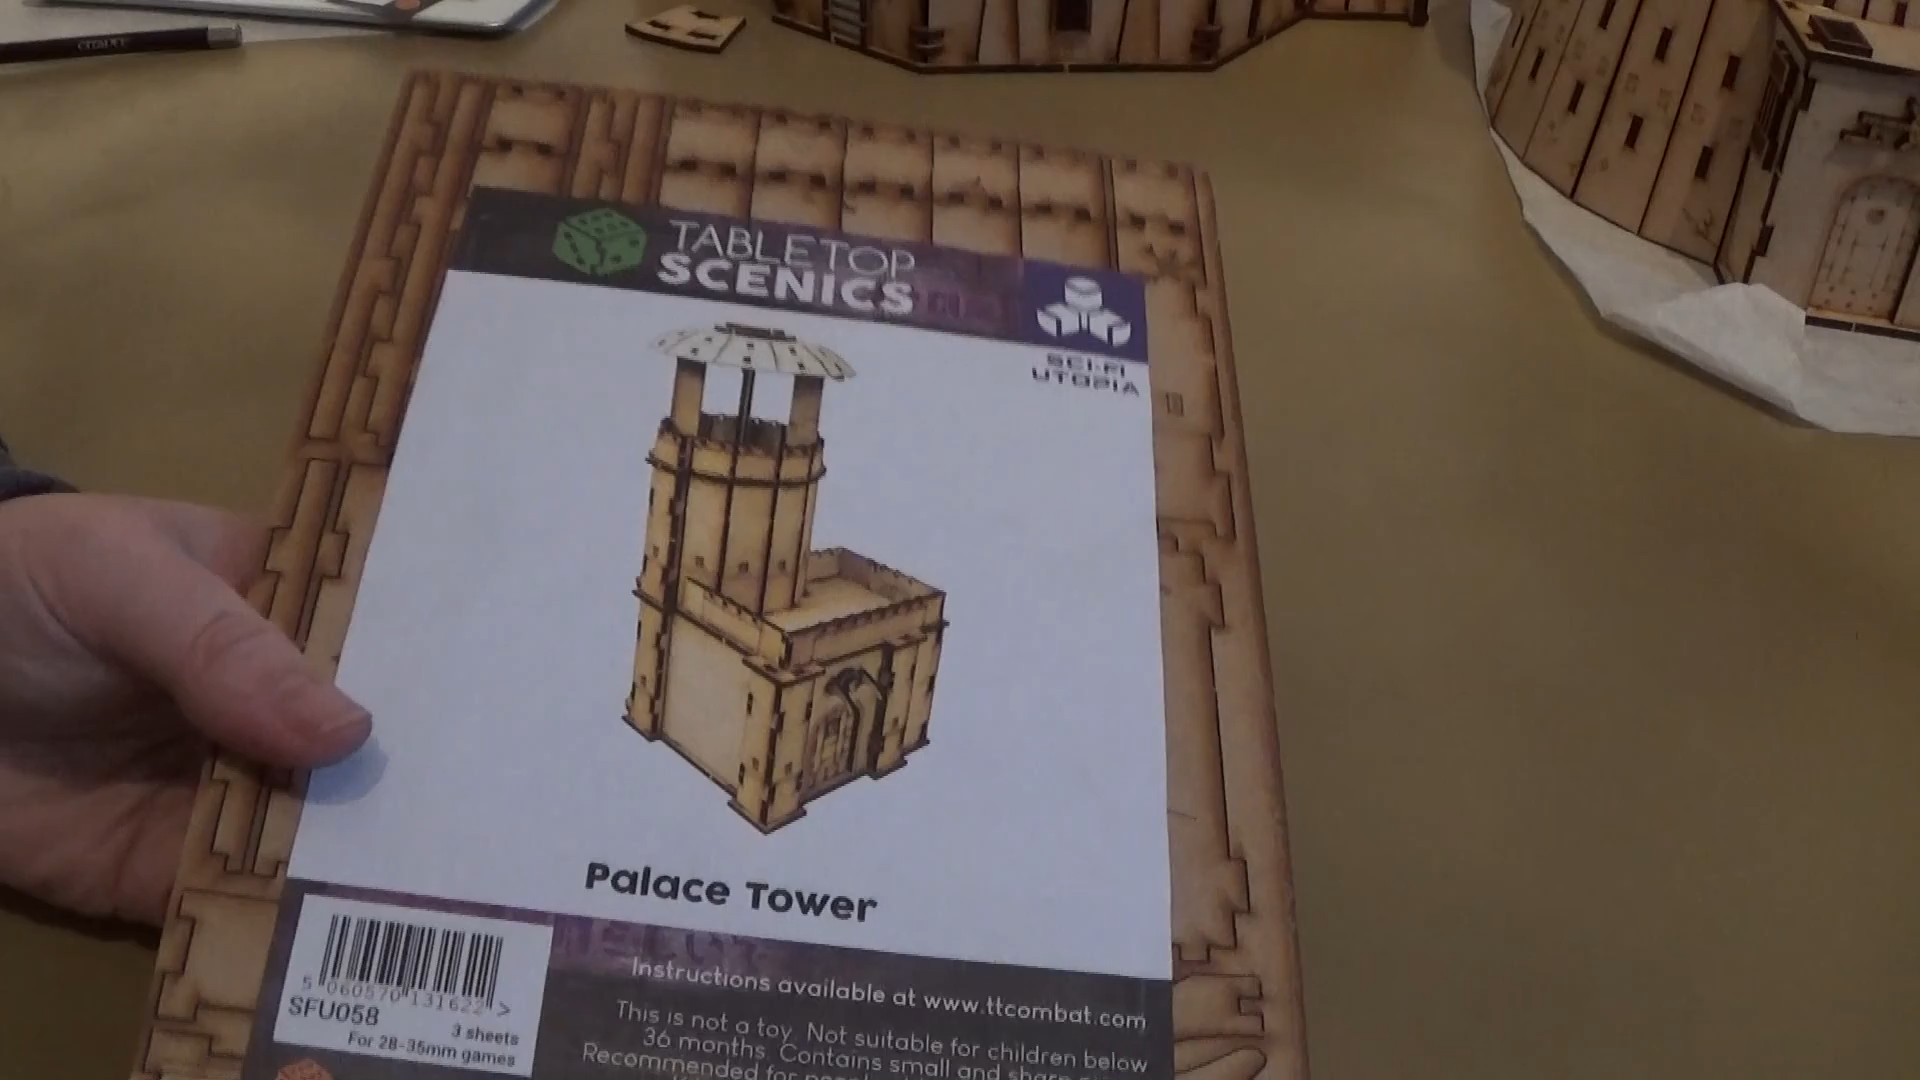 CITADEL
TABLETOP
SCENICS
SCI-FI
UTOPIA
Palace Tower
5 060570 131622 >
SFU058
3 sheets
For 28-35mm games
Instructions available at www.ttcombat.com
This is not a toy. Not suitable for children below
36 months. Contains small and sharp
Recommended for